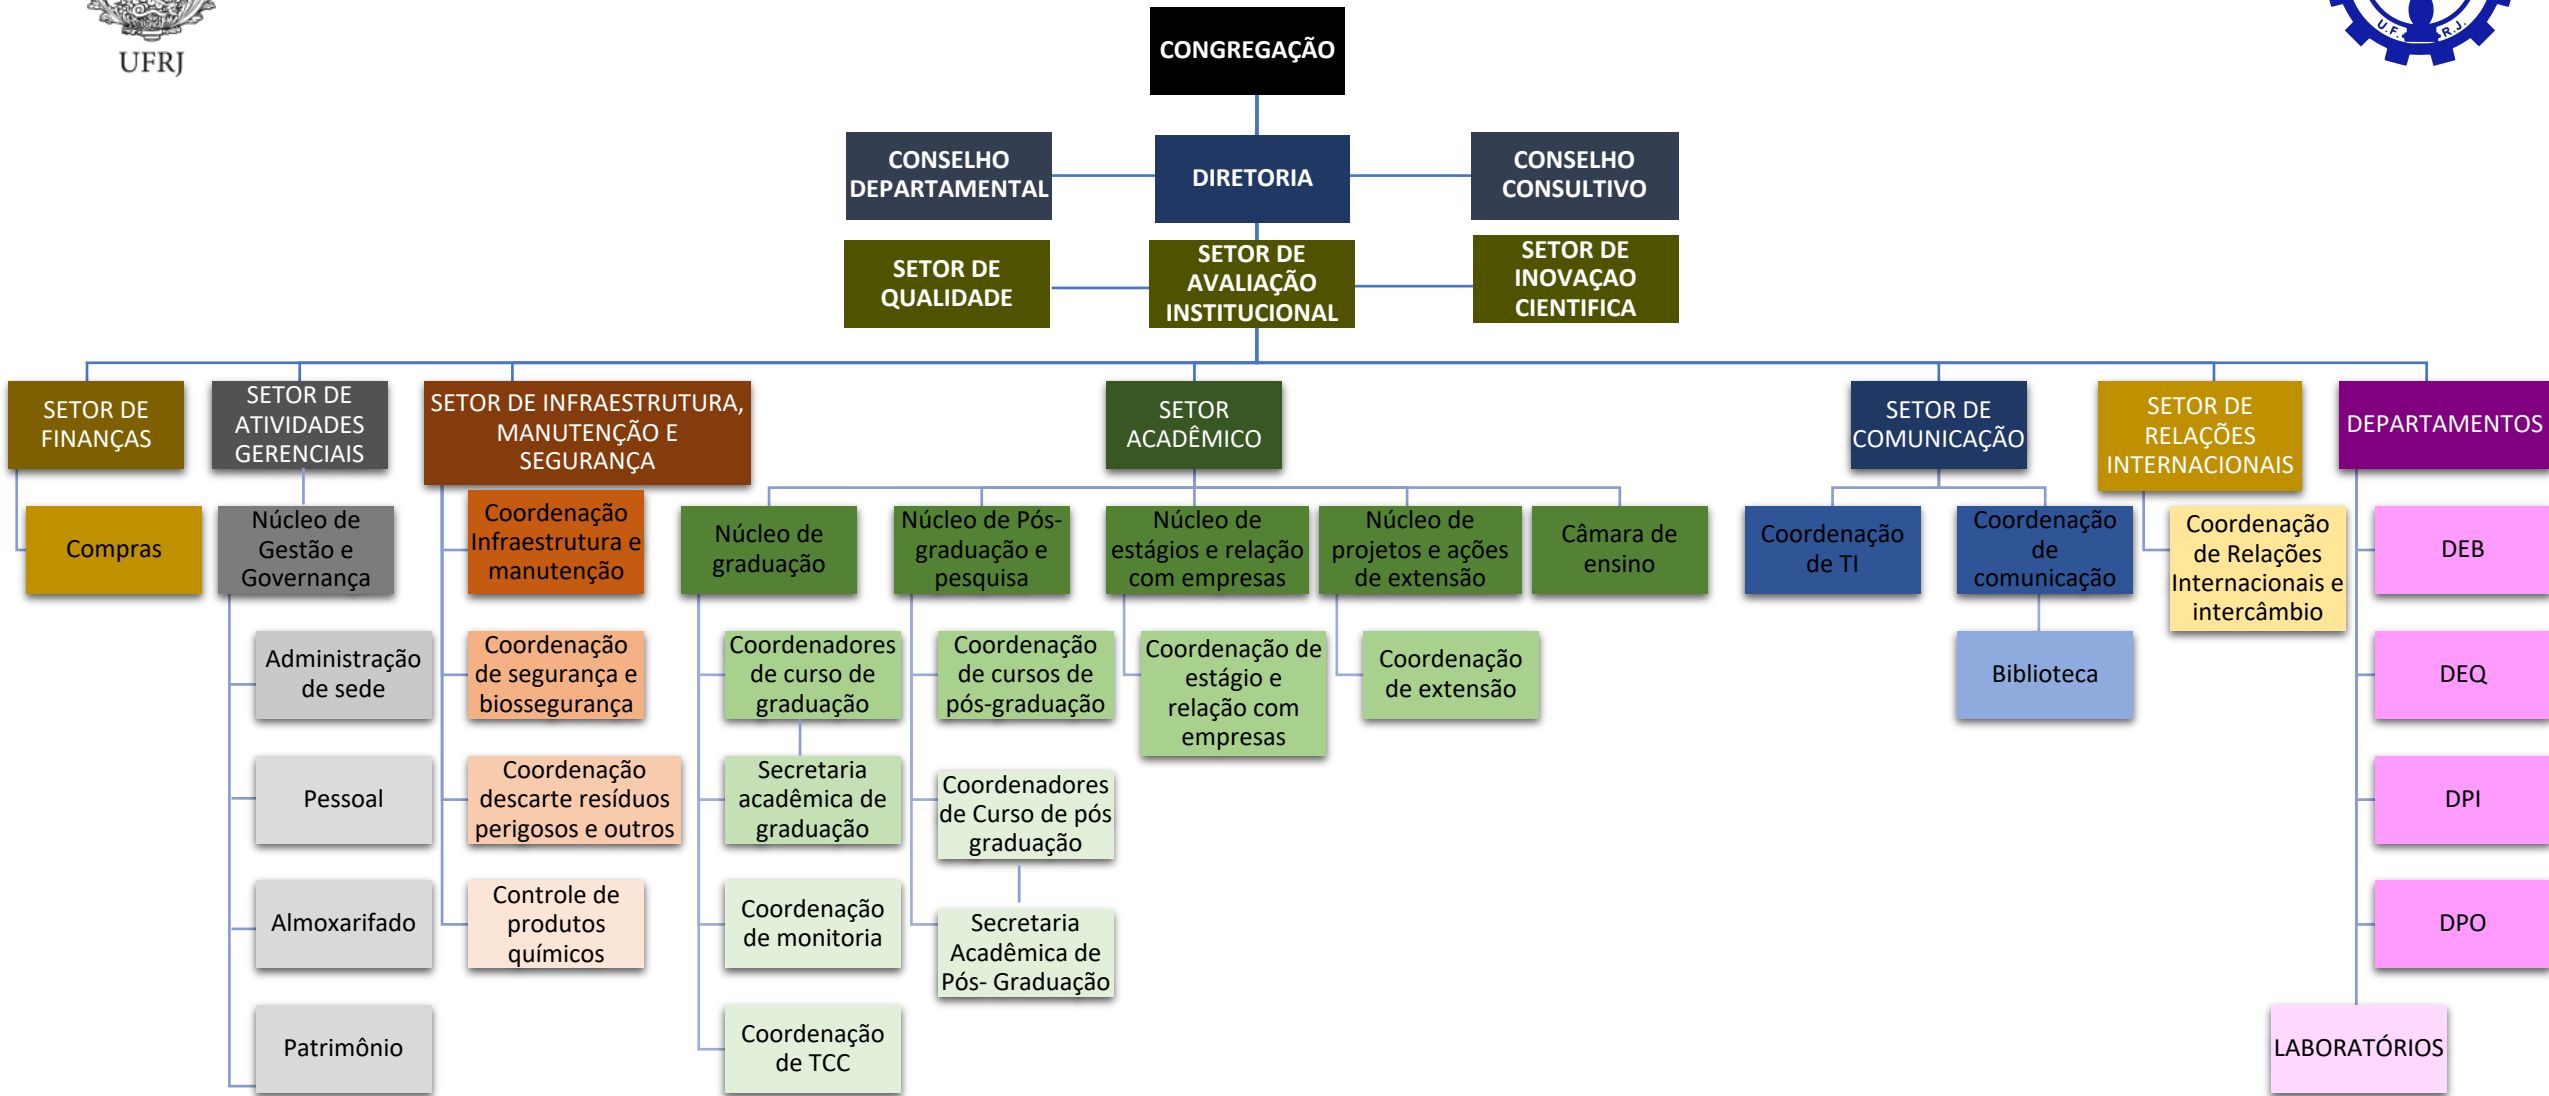 UFRJ
U.F.R.J.
CONGREGAÇÃO
CONSELHO
DEPARTAMENTAL
DIRETORIA
CONSELHO
CONSULTIVO
SETOR DE
QUALIDADE
SETOR DE
AVALIAÇÃO
INSTITUCIONAL
SETOR DE
INOVAÇAO
CIENTIFICA
SETOR DE
FINANÇAS
SETOR DE
ATIVIDADES
GERENCIAIS
SETOR DE INFRAESTRUTURA,
MANUTENÇÃO E
SEGURANÇA
SETOR
ACADÊMICO
SETOR DE
COMUNICAÇÃO
SETOR DE
RELAÇÕES
INTERNACIONAIS
DEPARTAMENTOS
Compras
Núcleo de
Gestão e
Governança
Administração
de sede
Pessoal
Almoxarifado
Patrimônio
Coordenação
Infraestrutura e
manutenção
Coordenação
de segurança e
biossegurança
Coordenação
descarte resíduos
perigosos e outros
Controle de
produtos
químicos
Núcleo de
graduação
Coordenadores
de curso de
graduação
Secretaria
acadêmica de
graduação
Coordenação
de monitoria
Coordenação
de TCC
Núcleo de Pós-
graduação e
pesquisa
Coordenação
de cursos de
pós-graduação
Coordenadores
de Curso de pós
graduação
Secretaria
Acadêmica de
Pós- Graduação
Núcleo de
estágios e relação
com empresas
Coordenação de
estágio e
relação com
empresas
Núcleo de
projetos e ações
de extensão
Coordenação
de extensão
Câmara de
ensino
Coordenação
de TI
Coordenação
de
comunicação
Biblioteca
Coordenação
de Relações
Internacionais e
intercâmbio
DEB
DEQ
DPI
DPO
LABORATÓRIOS